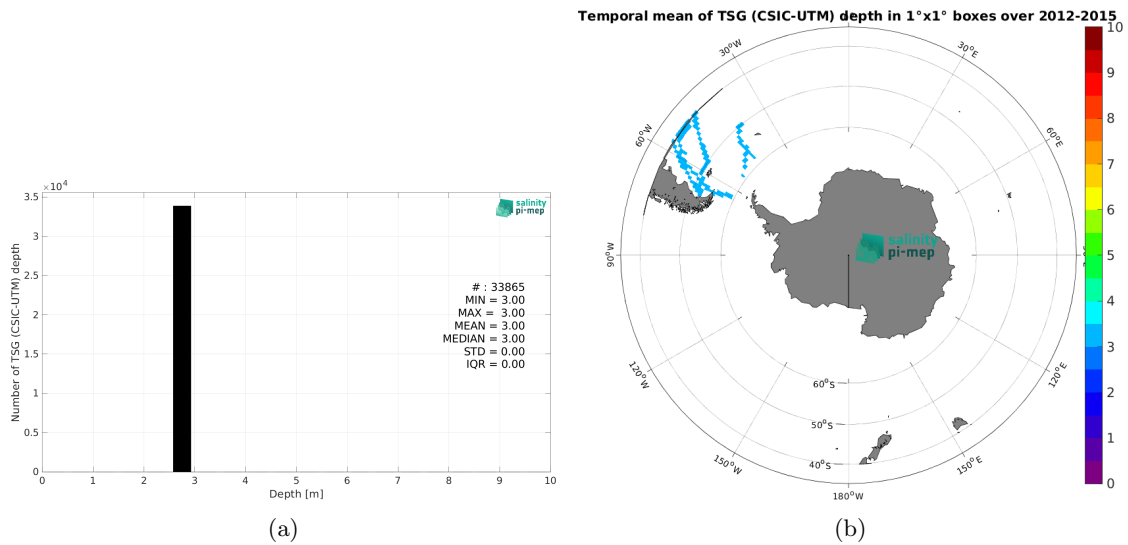 ×10⁴
3.5
3
2.5
2
1.5
1
0.5
0
Number of TSG (CSIC-UTM) depth
salinity
pi-mep
# : 33865
MIN = 3.00
MAX = 3.00
MEAN = 3.00
MEDIAN = 3.00
STD = 0.00
IQR = 0.00
0 1 2 3 4 5 6 7 8 9 10
Depth [m]
(a)
Temporal mean of TSG (CSIC-UTM) depth in 1°x1° boxes over 2012-2015
30°W
30°E
60°W
60°E
90°W
120°W
120°E
150°W
150°E
180°W
60°S
50°S
40°S
salinity
pi-mep
10
9
8
7
6
5
4
3
2
1
0
(b)